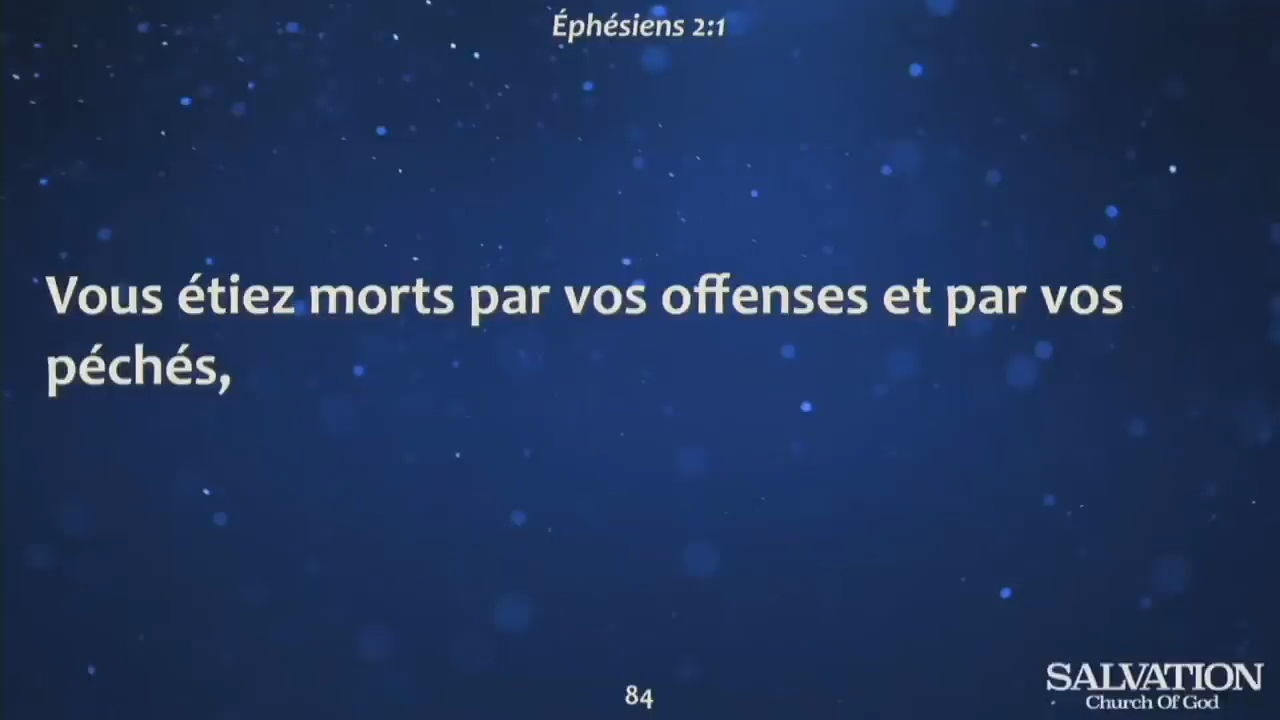 Éphésiens 2:1
Vous étiez morts par vos offenses et par vos
péchés,
84
SALVATION
Church Of God